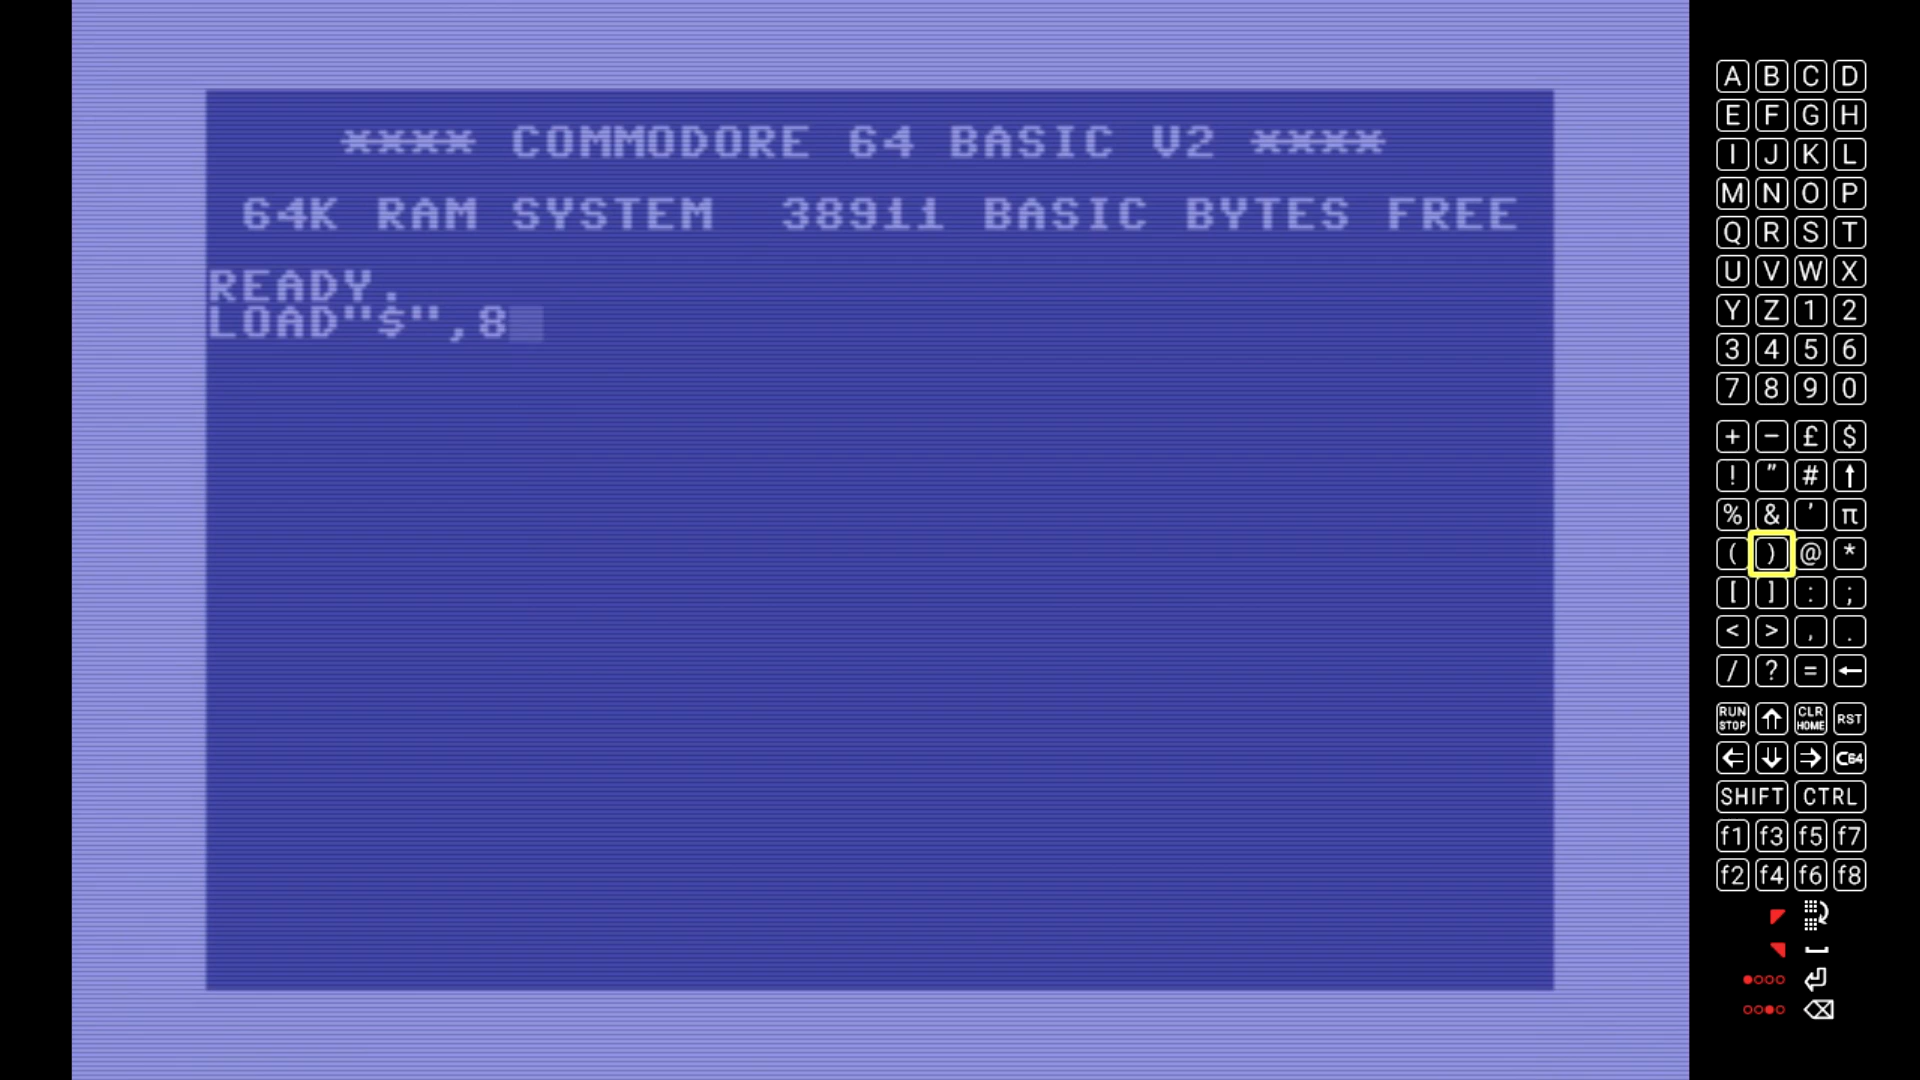 **** COMMODORE 64 BASIC V2 ****
64K RAM SYSTEM  38911 BASIC BYTES FREE
READY.
LOAD"$",8
A B C D
E F G H
I J K L
M N O P
Q R S T
U V W X
Y Z 1 2
3 4 5 6
7 8 9 0
+ − £ $
! " # ↑
% & ' π
( ) @ *
[ ] : ;
< > , .
/ ? = ←
RUN STOP ⇑ CLR HOME RST
⇐ ⇓ ⇒ C64
SHIFT CTRL
f1 f3 f5 f7
f2 f4 f6 f8